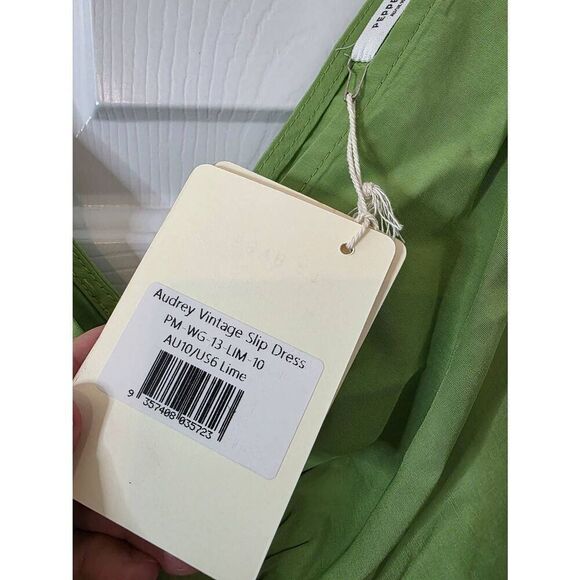 Audrey Vintage Slip Dress
PM-WG-13-LIM-10
AU10/US6 Lime
9 357408 035723